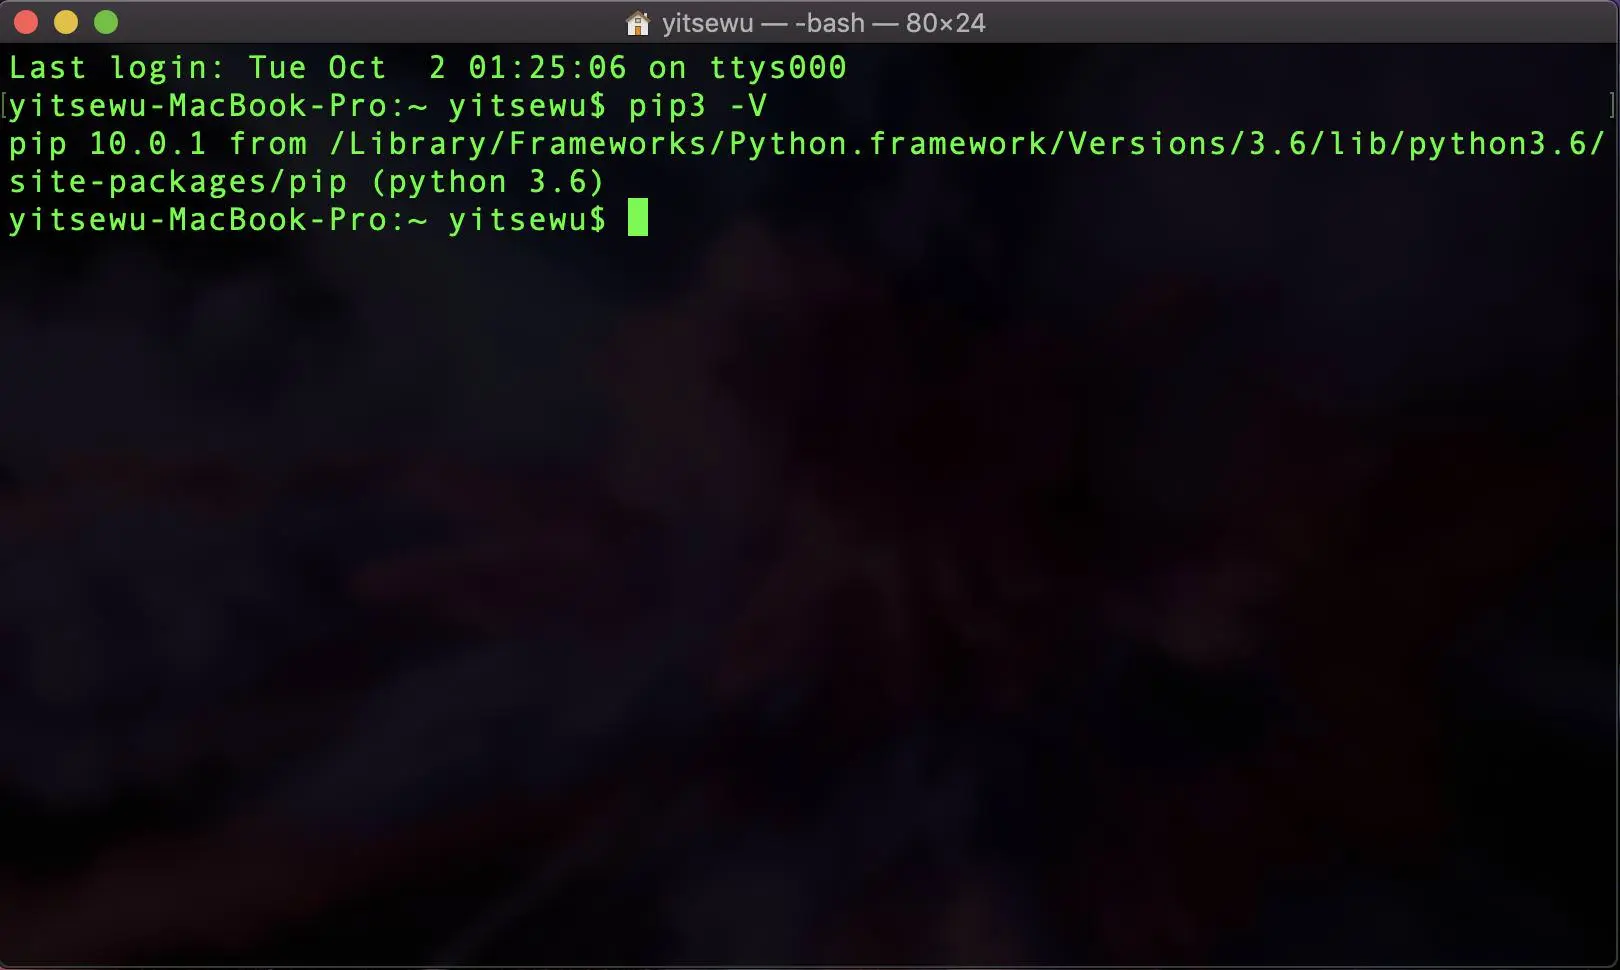 yitsewu — -bash — 80×24
Last login: Tue Oct  2 01:25:06 on ttys000
[yitsewu-MacBook-Pro:~ yitsewu$ pip3 -V ]
pip 10.0.1 from /Library/Frameworks/Python.framework/Versions/3.6/lib/python3.6/
site-packages/pip (python 3.6)
yitsewu-MacBook-Pro:~ yitsewu$